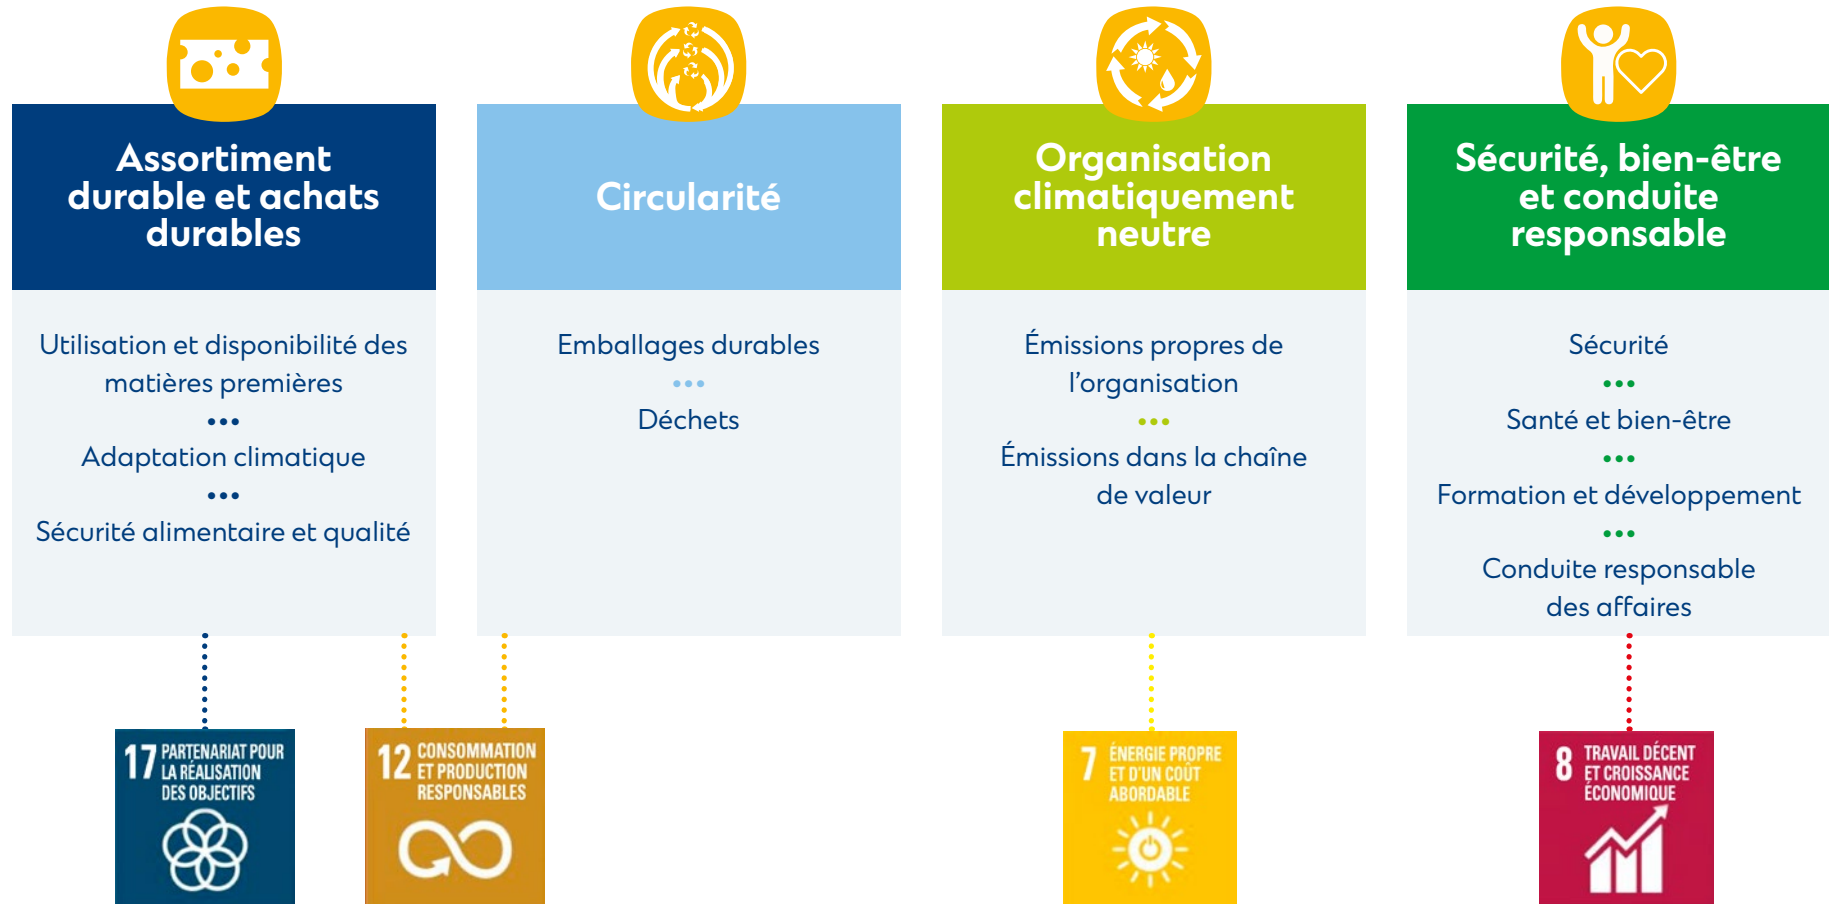 Assortiment
durable et achats
durables
Utilisation et disponibilité des
matières premières
•••
Adaptation climatique
•••
Sécurité alimentaire et qualité
Circularité
Emballages durables
•••
Déchets
Organisation
climatiquement
neutre
Émissions propres de
l’organisation
•••
Émissions dans la chaîne
de valeur
Sécurité, bien-être
et conduite
responsable
Sécurité
•••
Santé et bien-être
•••
Formation et développement
•••
Conduite responsable
des affaires
17 PARTENARIAT POUR
LA RÉALISATION
DES OBJECTIFS
12 CONSOMMATION
ET PRODUCTION
RESPONSABLES
7 ÉNERGIE PROPRE
ET D'UN COÛT
ABORDABLE
8 TRAVAIL DÉCENT
ET CROISSANCE
ÉCONOMIQUE